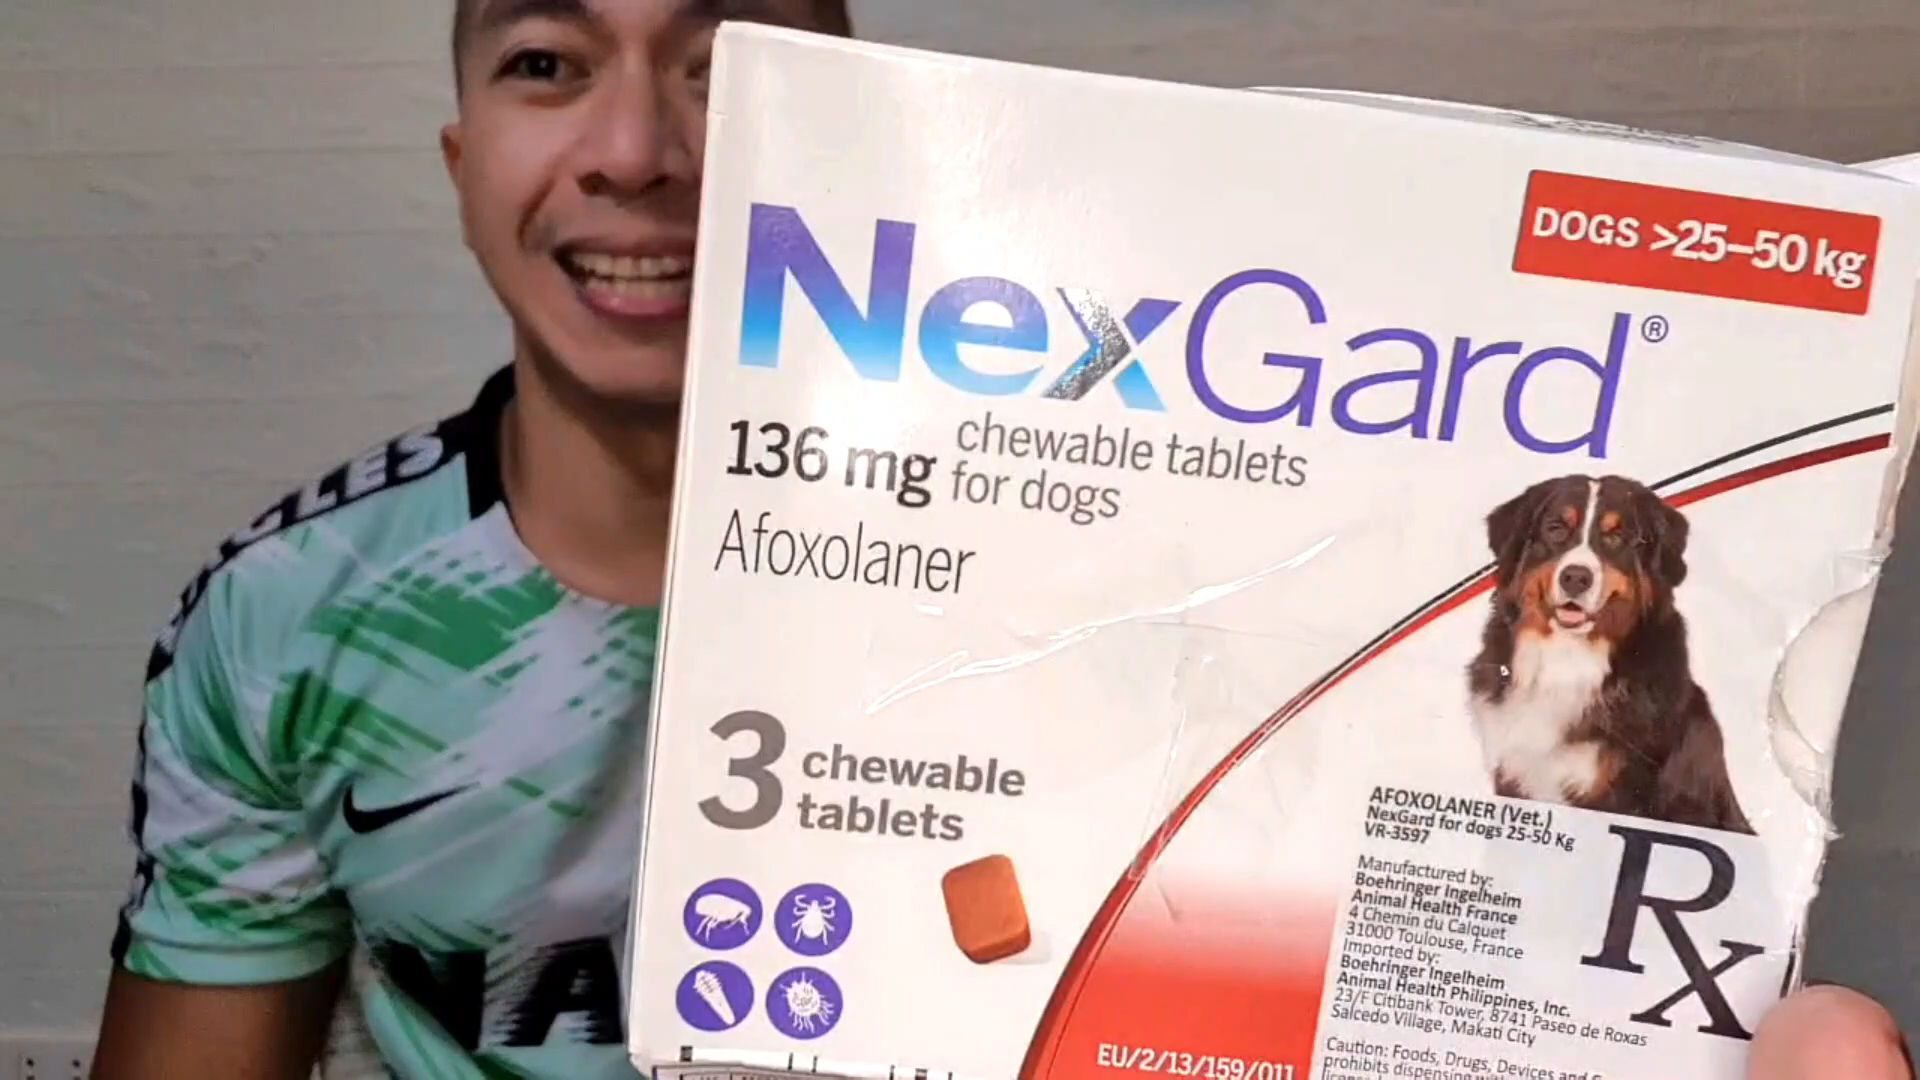 DOGS >25–50 kg
NexGard®
136 mg chewable tablets
for dogs
Afoxolaner
3 chewable
tablets
AFOXOLANER (Vet.)
NexGard for dogs 25-50 Kg
VR-3597
Rx
Manufactured by:
Boehringer Ingelheim
Animal Health France
4 Chemin du Calquet
31000 Toulouse, France
Imported by:
Boehringer Ingelheim
Animal Health Philippines, Inc.
23/F Citibank Tower, 8741 Paseo de Roxas
Salcedo Village, Makati City
Caution: Foods, Drugs, Devices and
prohibits dispensing
EU/2/13/159/011
CLES
NA